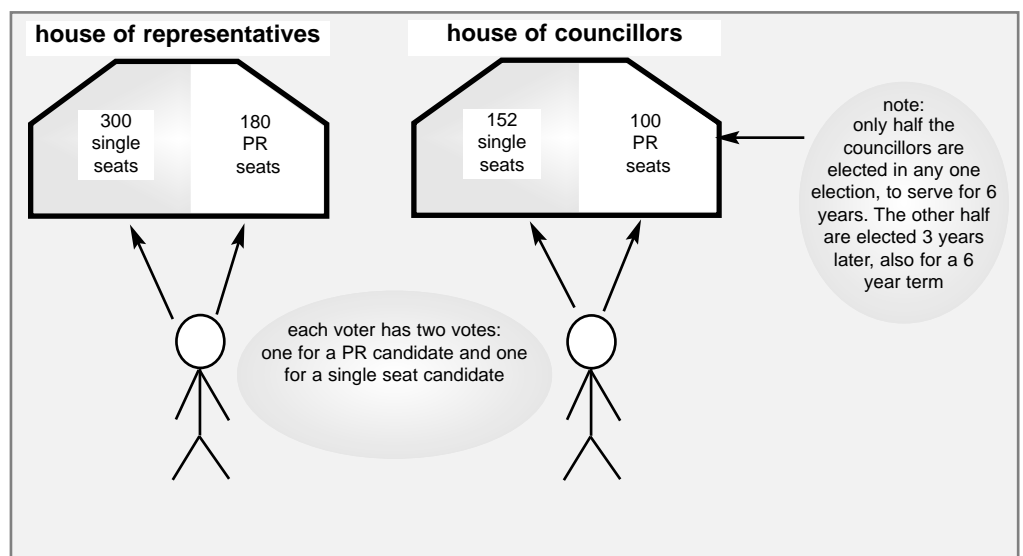 house of representatives
300
single
seats
180
PR
seats
house of councillors
152
single
seats
100
PR
seats
note:
only half the
councillors are
elected in any one
election, to serve for 6
years. The other half
are elected 3 years
later, also for a 6
year term
each voter has two votes:
one for a PR candidate and one
for a single seat candidate